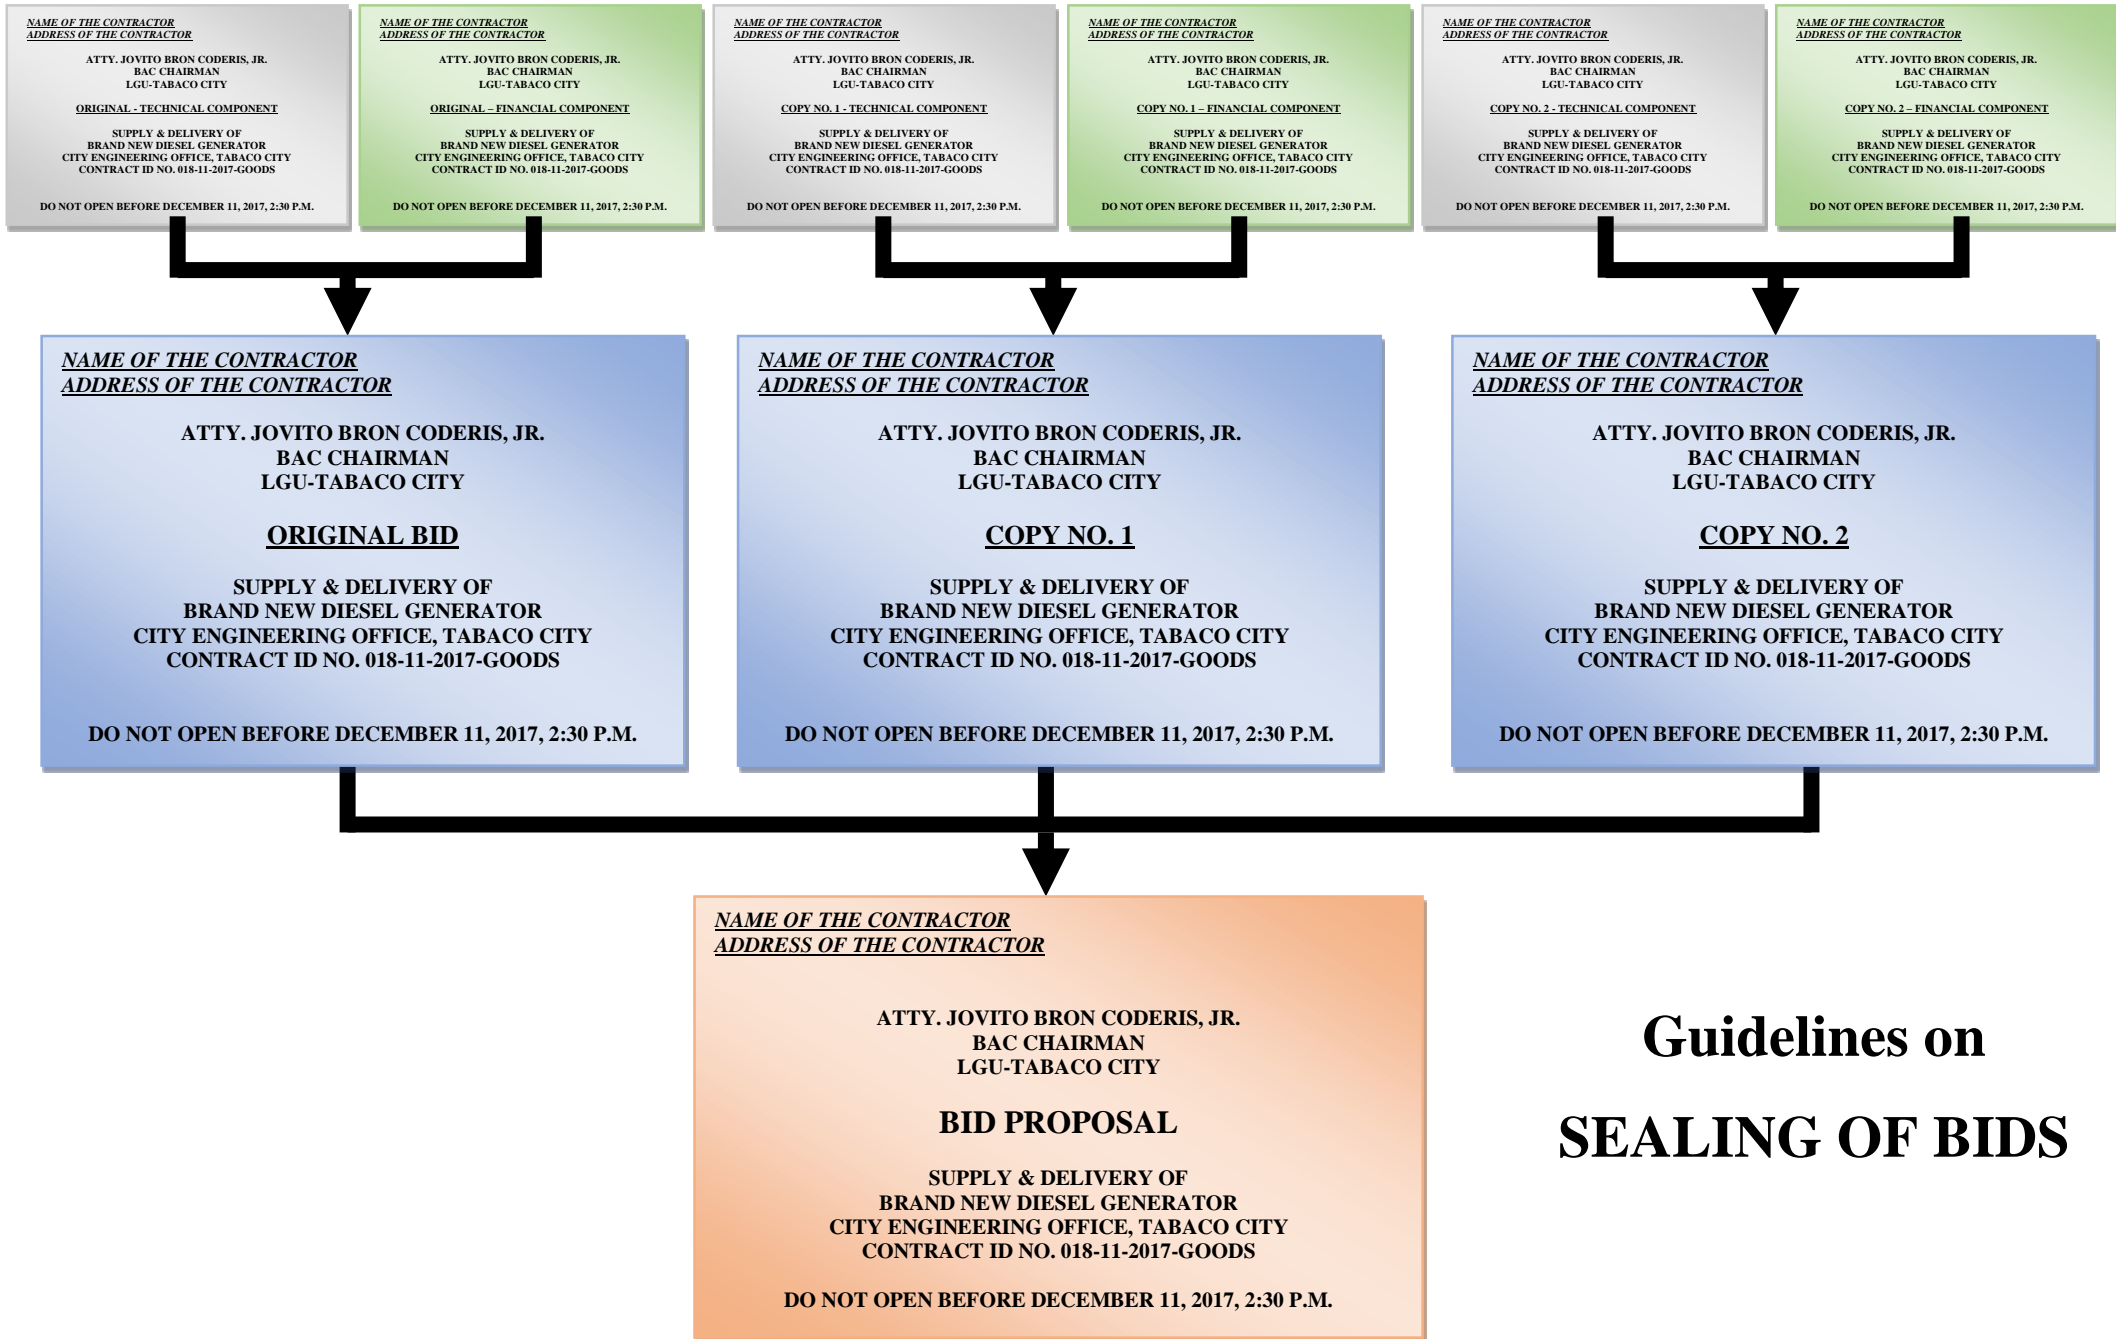 NAME OF THE CONTRACTOR
ADDRESS OF THE CONTRACTOR
ATTY. JOVITO BRON CODERIS, JR.
BAC CHAIRMAN
LGU-TABACO CITY
ORIGINAL - TECHNICAL COMPONENT
SUPPLY & DELIVERY OF
BRAND NEW DIESEL GENERATOR
CITY ENGINEERING OFFICE, TABACO CITY
CONTRACT ID NO. 018-11-2017-GOODS
DO NOT OPEN BEFORE DECEMBER 11, 2017, 2:30 P.M.
NAME OF THE CONTRACTOR
ADDRESS OF THE CONTRACTOR
ATTY. JOVITO BRON CODERIS, JR.
BAC CHAIRMAN
LGU-TABACO CITY
ORIGINAL – FINANCIAL COMPONENT
SUPPLY & DELIVERY OF
BRAND NEW DIESEL GENERATOR
CITY ENGINEERING OFFICE, TABACO CITY
CONTRACT ID NO. 018-11-2017-GOODS
DO NOT OPEN BEFORE DECEMBER 11, 2017, 2:30 P.M.
NAME OF THE CONTRACTOR
ADDRESS OF THE CONTRACTOR
ATTY. JOVITO BRON CODERIS, JR.
BAC CHAIRMAN
LGU-TABACO CITY
COPY NO. 1 - TECHNICAL COMPONENT
SUPPLY & DELIVERY OF
BRAND NEW DIESEL GENERATOR
CITY ENGINEERING OFFICE, TABACO CITY
CONTRACT ID NO. 018-11-2017-GOODS
DO NOT OPEN BEFORE DECEMBER 11, 2017, 2:30 P.M.
NAME OF THE CONTRACTOR
ADDRESS OF THE CONTRACTOR
ATTY. JOVITO BRON CODERIS, JR.
BAC CHAIRMAN
LGU-TABACO CITY
COPY NO. 1 – FINANCIAL COMPONENT
SUPPLY & DELIVERY OF
BRAND NEW DIESEL GENERATOR
CITY ENGINEERING OFFICE, TABACO CITY
CONTRACT ID NO. 018-11-2017-GOODS
DO NOT OPEN BEFORE DECEMBER 11, 2017, 2:30 P.M.
NAME OF THE CONTRACTOR
ADDRESS OF THE CONTRACTOR
ATTY. JOVITO BRON CODERIS, JR.
BAC CHAIRMAN
LGU-TABACO CITY
COPY NO. 2 - TECHNICAL COMPONENT
SUPPLY & DELIVERY OF
BRAND NEW DIESEL GENERATOR
CITY ENGINEERING OFFICE, TABACO CITY
CONTRACT ID NO. 018-11-2017-GOODS
DO NOT OPEN BEFORE DECEMBER 11, 2017, 2:30 P.M.
NAME OF THE CONTRACTOR
ADDRESS OF THE CONTRACTOR
ATTY. JOVITO BRON CODERIS, JR.
BAC CHAIRMAN
LGU-TABACO CITY
COPY NO. 2 – FINANCIAL COMPONENT
SUPPLY & DELIVERY OF
BRAND NEW DIESEL GENERATOR
CITY ENGINEERING OFFICE, TABACO CITY
CONTRACT ID NO. 018-11-2017-GOODS
DO NOT OPEN BEFORE DECEMBER 11, 2017, 2:30 P.M.
NAME OF THE CONTRACTOR
ADDRESS OF THE CONTRACTOR
ATTY. JOVITO BRON CODERIS, JR.
BAC CHAIRMAN
LGU-TABACO CITY
ORIGINAL BID
SUPPLY & DELIVERY OF
BRAND NEW DIESEL GENERATOR
CITY ENGINEERING OFFICE, TABACO CITY
CONTRACT ID NO. 018-11-2017-GOODS
DO NOT OPEN BEFORE DECEMBER 11, 2017, 2:30 P.M.
NAME OF THE CONTRACTOR
ADDRESS OF THE CONTRACTOR
ATTY. JOVITO BRON CODERIS, JR.
BAC CHAIRMAN
LGU-TABACO CITY
COPY NO. 1
SUPPLY & DELIVERY OF
BRAND NEW DIESEL GENERATOR
CITY ENGINEERING OFFICE, TABACO CITY
CONTRACT ID NO. 018-11-2017-GOODS
DO NOT OPEN BEFORE DECEMBER 11, 2017, 2:30 P.M.
NAME OF THE CONTRACTOR
ADDRESS OF THE CONTRACTOR
ATTY. JOVITO BRON CODERIS, JR.
BAC CHAIRMAN
LGU-TABACO CITY
COPY NO. 2
SUPPLY & DELIVERY OF
BRAND NEW DIESEL GENERATOR
CITY ENGINEERING OFFICE, TABACO CITY
CONTRACT ID NO. 018-11-2017-GOODS
DO NOT OPEN BEFORE DECEMBER 11, 2017, 2:30 P.M.
NAME OF THE CONTRACTOR
ADDRESS OF THE CONTRACTOR
ATTY. JOVITO BRON CODERIS, JR.
BAC CHAIRMAN
LGU-TABACO CITY
BID PROPOSAL
SUPPLY & DELIVERY OF
BRAND NEW DIESEL GENERATOR
CITY ENGINEERING OFFICE, TABACO CITY
CONTRACT ID NO. 018-11-2017-GOODS
DO NOT OPEN BEFORE DECEMBER 11, 2017, 2:30 P.M.
Guidelines on
SEALING OF BIDS